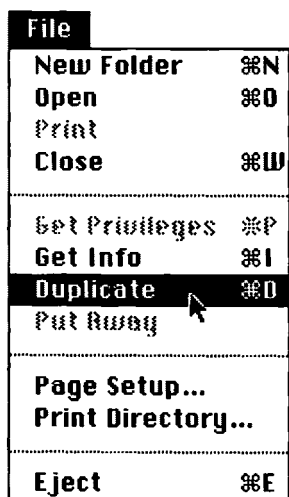 File
New Folder ⌘N
Open ⌘O
Print
Close ⌘W
Get Privileges ⌘P
Get Info ⌘I
Duplicate ⌘D
Put Away
Page Setup...
Print Directory...
Eject ⌘E